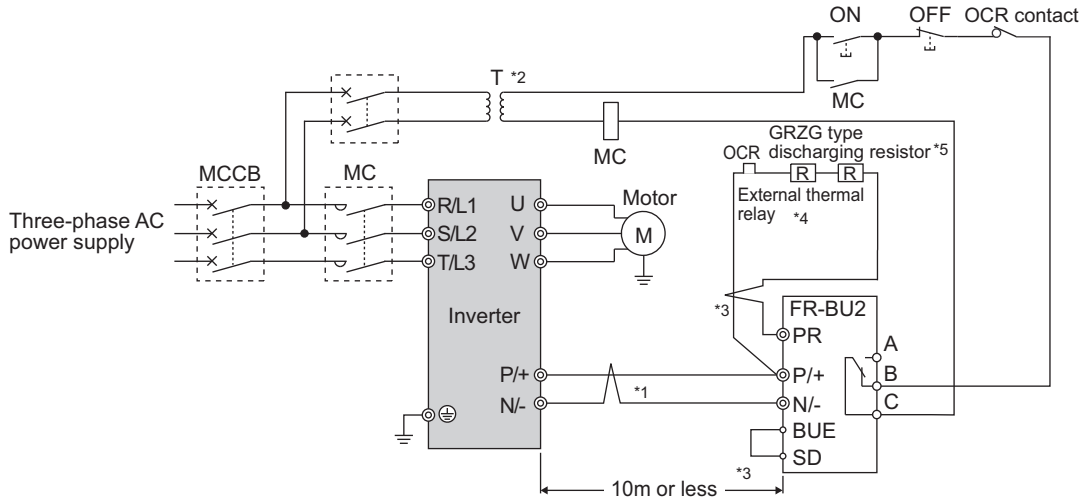 ON
OFF
OCR contact
T *2
MC
MC
GRZG type
OCR discharging resistor *5
R R
External thermal
relay *4
MCCB
MC
Three-phase AC
power supply
R/L1
S/L2
T/L3
U
V
W
Motor
M
Inverter
*3
FR-BU2
PR
A
P/+
P/+
B
N/-
*1
N/-
C
BUE
SD
*3
10m or less